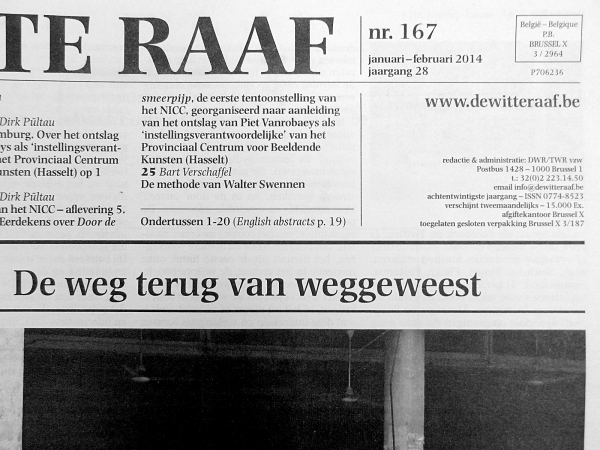 TE RAAF
nr. 167
januari–februari 2014
jaargang 28
België – Belgique
P.B.
BRUSSEL X
3 / 2964
P706236
Dirk Pültau
mburg. Over het ontslag
ys als ‘instellingsverant-
het Provinciaal Centrum
unsten (Hasselt) op 1
Dirk Pültau
an het NICC – aflevering 5.
Eerdekens over Door de
smeerpijp, de eerste tentoonstelling van
het NICC, georganiseerd naar aanleiding
van het ontslag van Piet Vanrobaeys als
‘instellingsverantwoordelijke’ van het
Provinciaal Centrum voor Beeldende
Kunsten (Hasselt)
25 Bart Verschaffel
De methode van Walter Swennen
Ondertussen 1-20 (English abstracts p. 19)
www.dewitteraaf.be
redactie & administratie: DWR/TWR vzw
Postbus 1428 – 1000 Brussel 1
t.: 32(0)2 223.14.50
email info@dewitteraaf.be
achtentwintigste jaargang – ISSN 0774-8523
verschijnt tweemaandelijks – 15.000 Ex.
afgiftekantoor Brussel X
toegelaten gesloten verpakking Brussel X 3/187
De weg terug van weggeweest